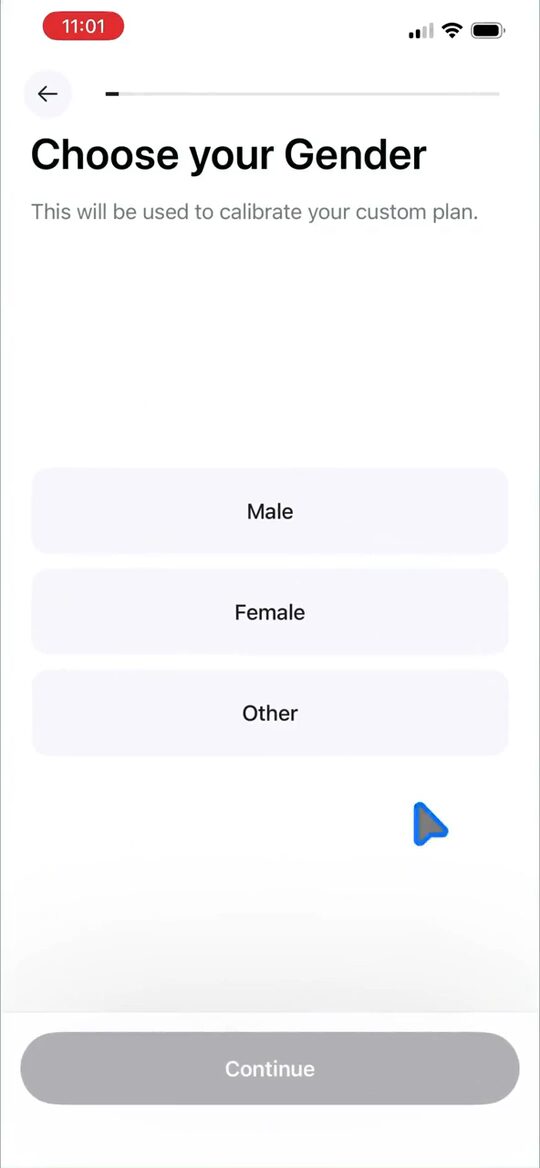 11:01
Choose your Gender
This will be used to calibrate your custom plan.
Male
Female
Other
Continue